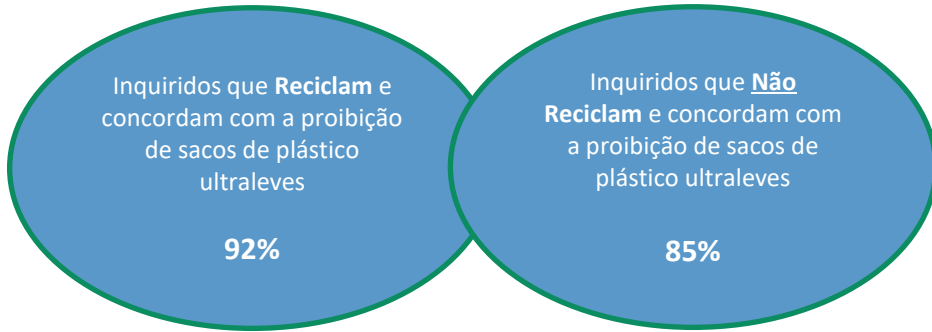 Inquiridos que Reciclam e
concordam com a proibição
de sacos de plástico
ultraleves
92%
Inquiridos que Não
Reciclam e concordam com
a proibição de sacos de
plástico ultraleves
85%